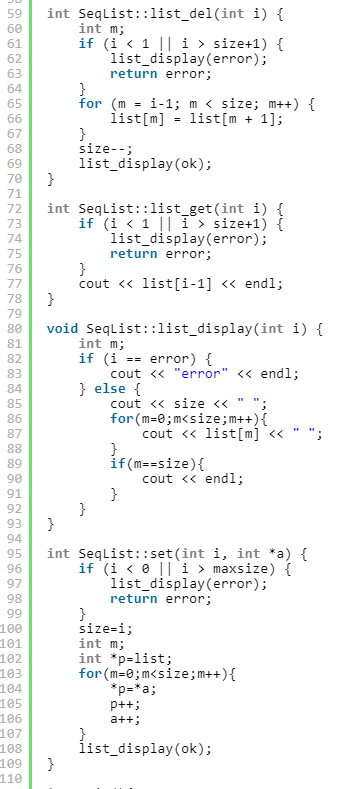 59 int SeqList::list_del(int i) {
60     int m;
61     if (i < 1 || i > size+1) {
62         list_display(error);
63         return error;
64     }
65     for (m = i-1; m < size; m++) {
66         list[m] = list[m + 1];
67     }
68     size--;
69     list_display(ok);
70 }
71
72 int SeqList::list_get(int i) {
73     if (i < 1 || i > size+1) {
74         list_display(error);
75         return error;
76     }
77     cout << list[i-1] << endl;
78 }
79
80 void SeqList::list_display(int i) {
81     int m;
82     if (i == error) {
83         cout << "error" << endl;
84     } else {
85         cout << size << " ";
86         for(m=0;m<size;m++){
87             cout << list[m] << " ";
88         }
89         if(m==size){
90             cout << endl;
91         }
92     }
93 }
94
95 int SeqList::set(int i, int *a) {
96     if (i < 0 || i > maxsize) {
97         list_display(error);
98         return error;
99     }
100     size=i;
101     int m;
102     int *p=list;
103     for(m=0;m<size;m++){
104         *p=*a;
105         p++;
106         a++;
107     }
108     list_display(ok);
109 }
110